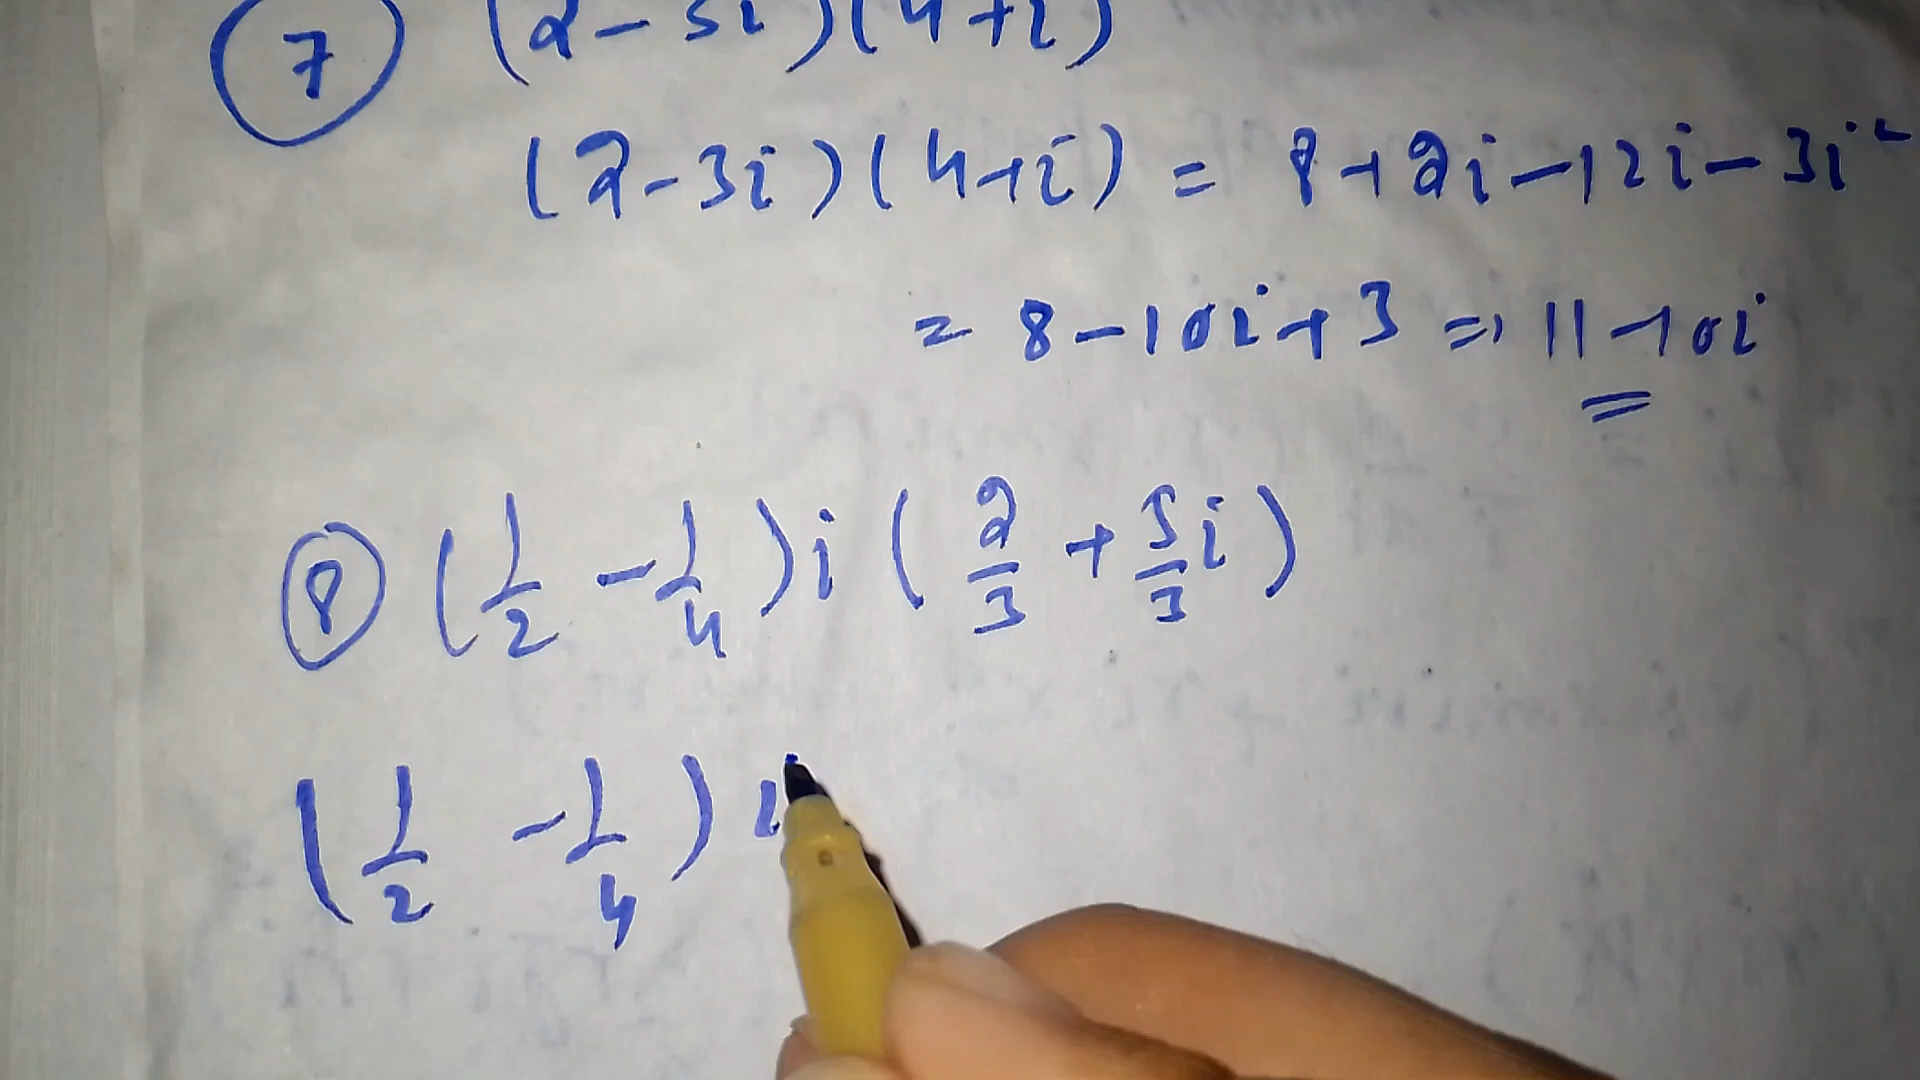 7 (2-3i)(4+i)
(2-3i)(4+i) = 8+2i-12i-3i²
= 8-10i+3 => 11-10i
8 (1/2 - 1/4)i (2/3 + 5/3 i)
(1/2 - 1/4) i